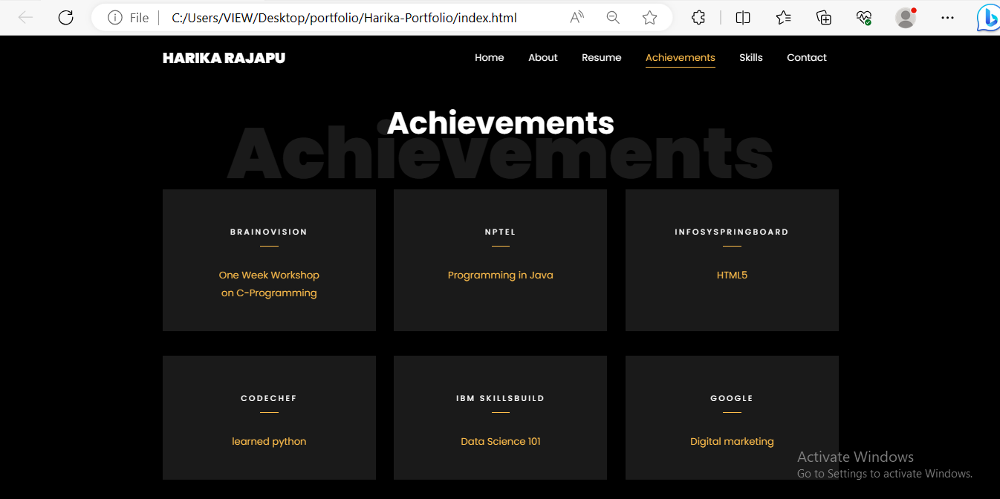 File
C:/Users/VIEW/Desktop/portfolio/Harika-Portfolio/index.html
HARIKA RAJAPU
Home About Resume Achievements Skills Contact
Achievements
Achievements
BRAINOVISION
One Week Workshop
on C-Programming
NPTEL
Programming in Java
INFOSYSPRINGBOARD
HTML5
CODECHEF
learned python
IBM SKILLSBUILD
Data Science 101
GOOGLE
Digital marketing
Activate Windows
Go to Settings to activate Windows.